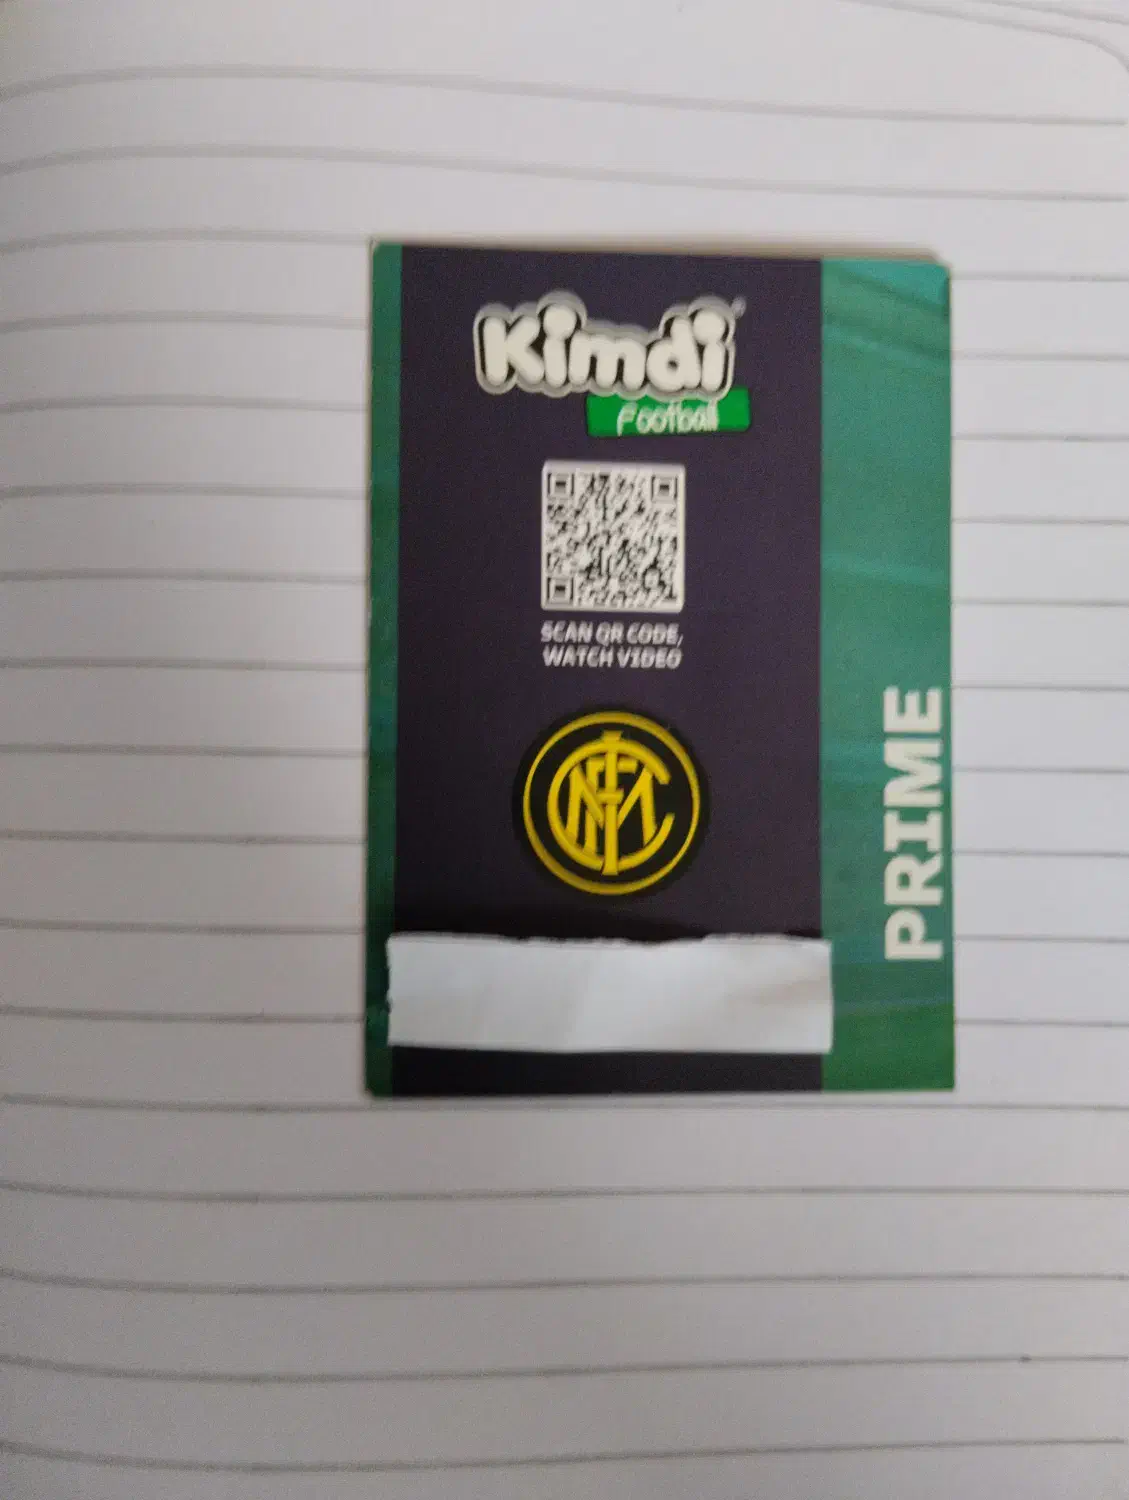 Kimdi
Football
SCAN QR CODE,
WATCH VIDEO
PRIME